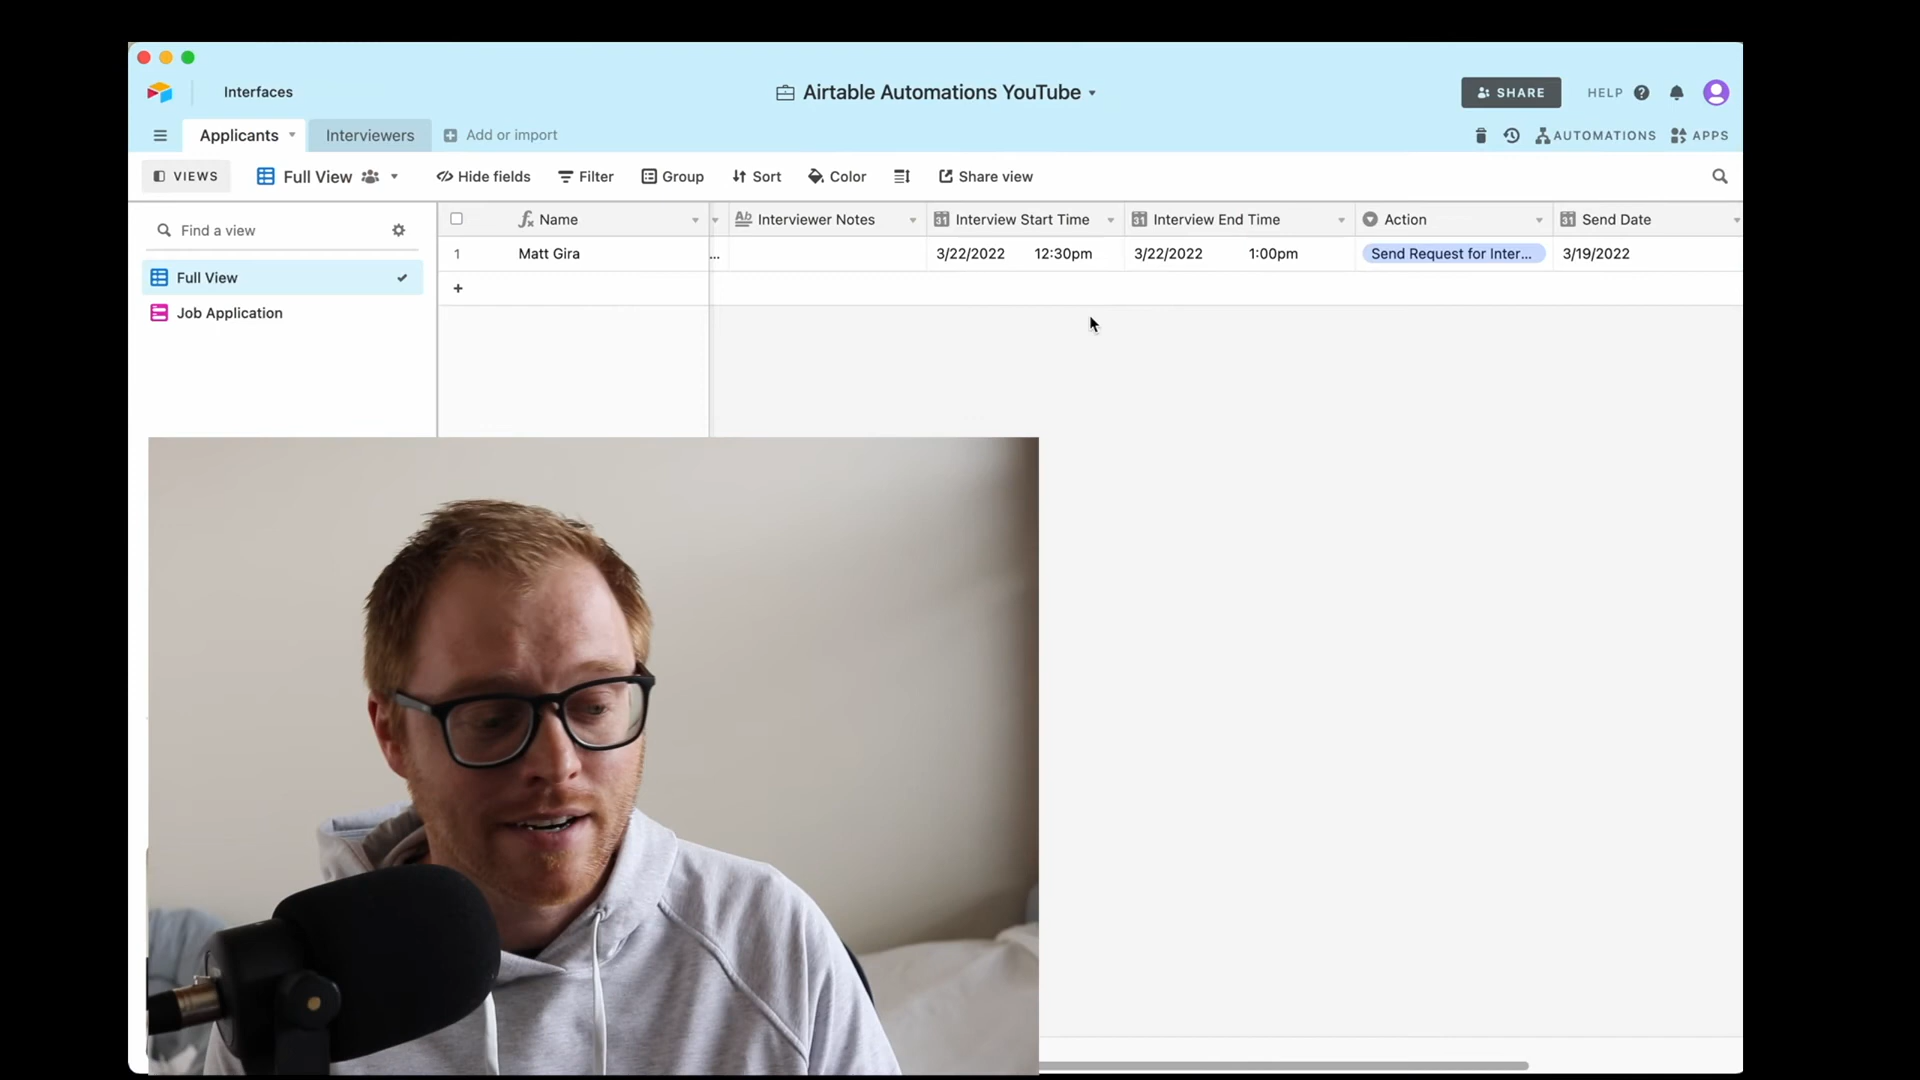 Interfaces
Airtable Automations YouTube
SHARE
HELP
Applicants
Interviewers
Add or import
AUTOMATIONS
APPS
VIEWS
Full View
Hide fields
Filter
Group
Sort
Color
Share view
Find a view
Name
Interviewer Notes
Interview Start Time
Interview End Time
Action
Send Date
1
Matt Gira
...
3/22/2022 12:30pm
3/22/2022 1:00pm
Send Request for Inter...
3/19/2022
Full View
Job Application